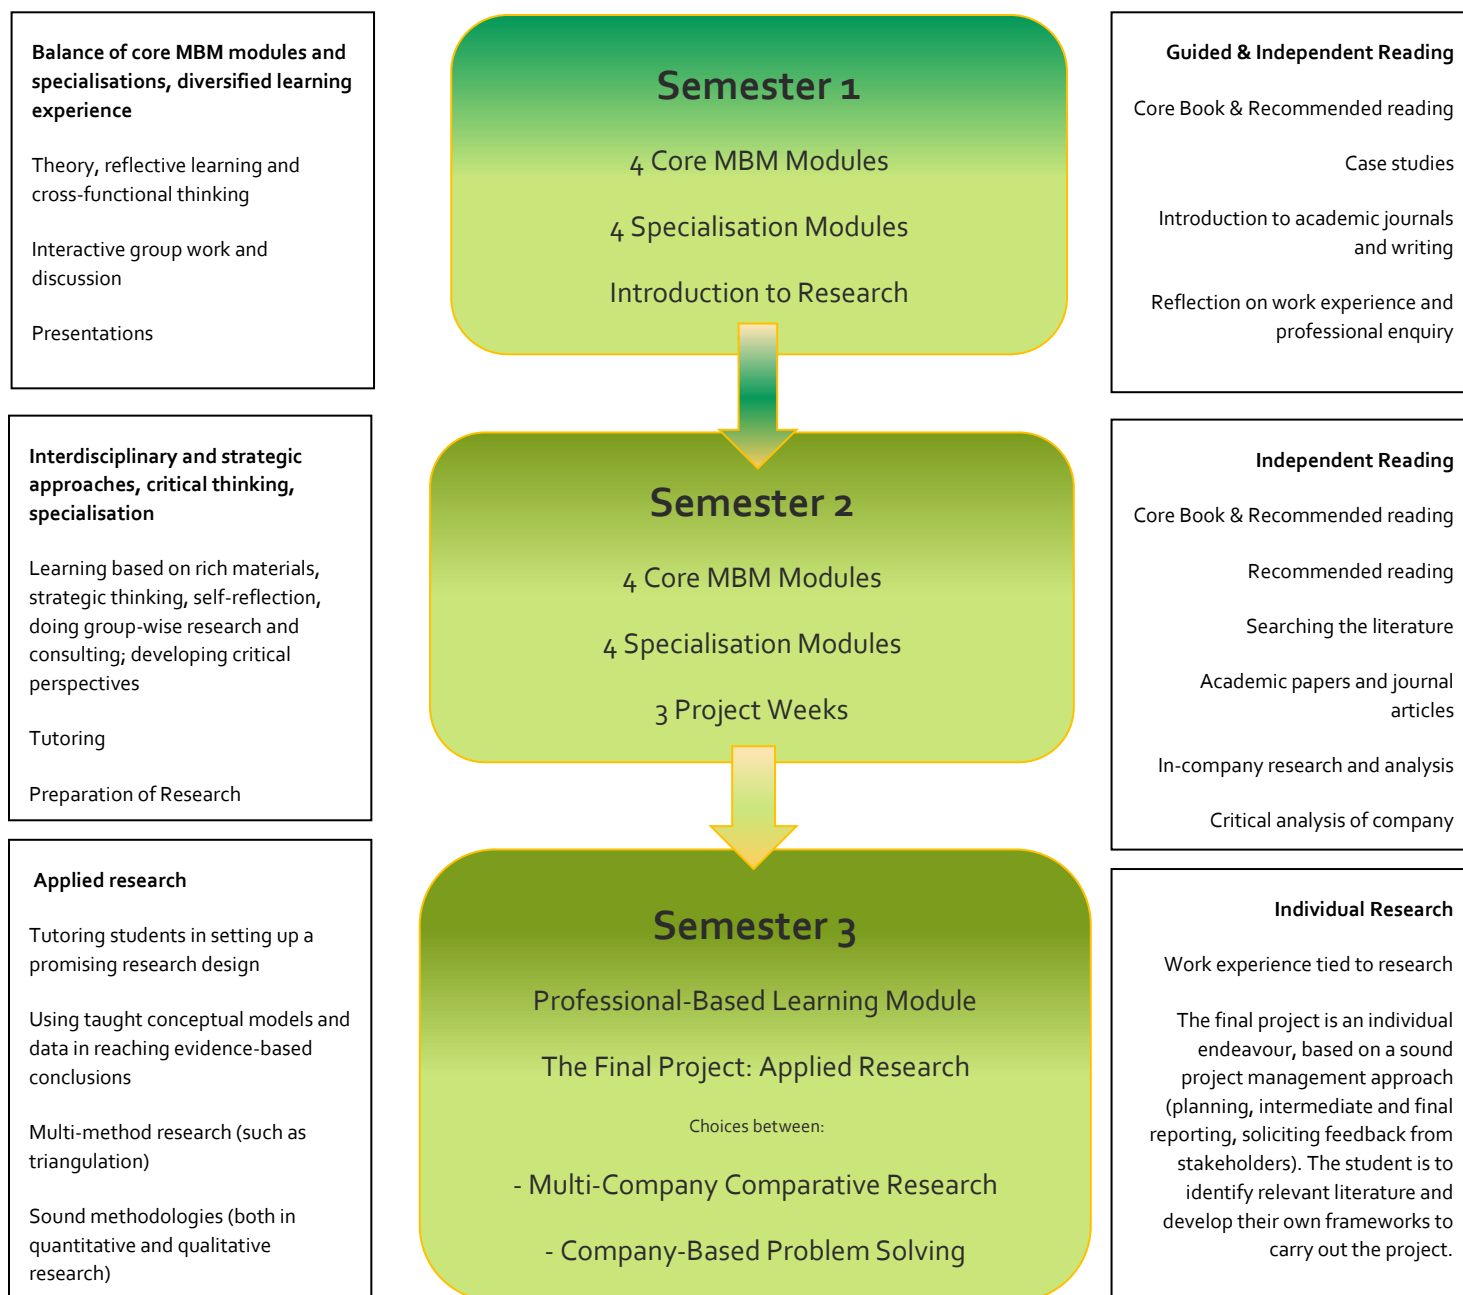 Balance of core MBM modules and
specialisations, diversified learning
experience
Theory, reflective learning and
cross-functional thinking
Interactive group work and
discussion
Presentations
Semester 1
4 Core MBM Modules
4 Specialisation Modules
Introduction to Research
Guided & Independent Reading
Core Book & Recommended reading
Case studies
Introduction to academic journals
and writing
Reflection on work experience and
professional enquiry
Interdisciplinary and strategic
approaches, critical thinking,
specialisation
Learning based on rich materials,
strategic thinking, self-reflection,
doing group-wise research and
consulting; developing critical
perspectives
Tutoring
Preparation of Research
Semester 2
4 Core MBM Modules
4 Specialisation Modules
3 Project Weeks
Independent Reading
Core Book & Recommended reading
Recommended reading
Searching the literature
Academic papers and journal
articles
In-company research and analysis
Critical analysis of company
Applied research
Tutoring students in setting up a
promising research design
Using taught conceptual models and
data in reaching evidence-based
conclusions
Multi-method research (such as
triangulation)
Sound methodologies (both in
quantitative and qualitative
research)
Semester 3
Professional-Based Learning Module
The Final Project: Applied Research
Choices between:
- Multi-Company Comparative Research
- Company-Based Problem Solving
Individual Research
Work experience tied to research
The final project is an individual
endeavour, based on a sound
project management approach
(planning, intermediate and final
reporting, soliciting feedback from
stakeholders). The student is to
identify relevant literature and
develop their own frameworks to
carry out the project.